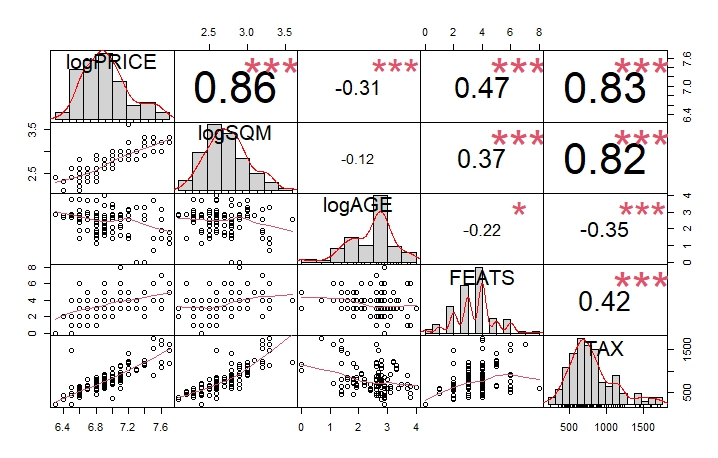 2.5 3.0 3.5 0 2 4 6 8
logPRICE 0.86 *** -0.31 *** 0.47 *** 0.83 *** 6.4 7.0 7.6
2.5 3.5 logSQM -0.12 0.37 *** 0.82 ***
logAGE -0.22 * -0.35 *** 0 1 2 3 4
0 2 4 6 8 FEATS 0.42 ***
TAX 500 1500
6.4 6.8 7.2 7.6 0 1 2 3 4 500 1000 1500